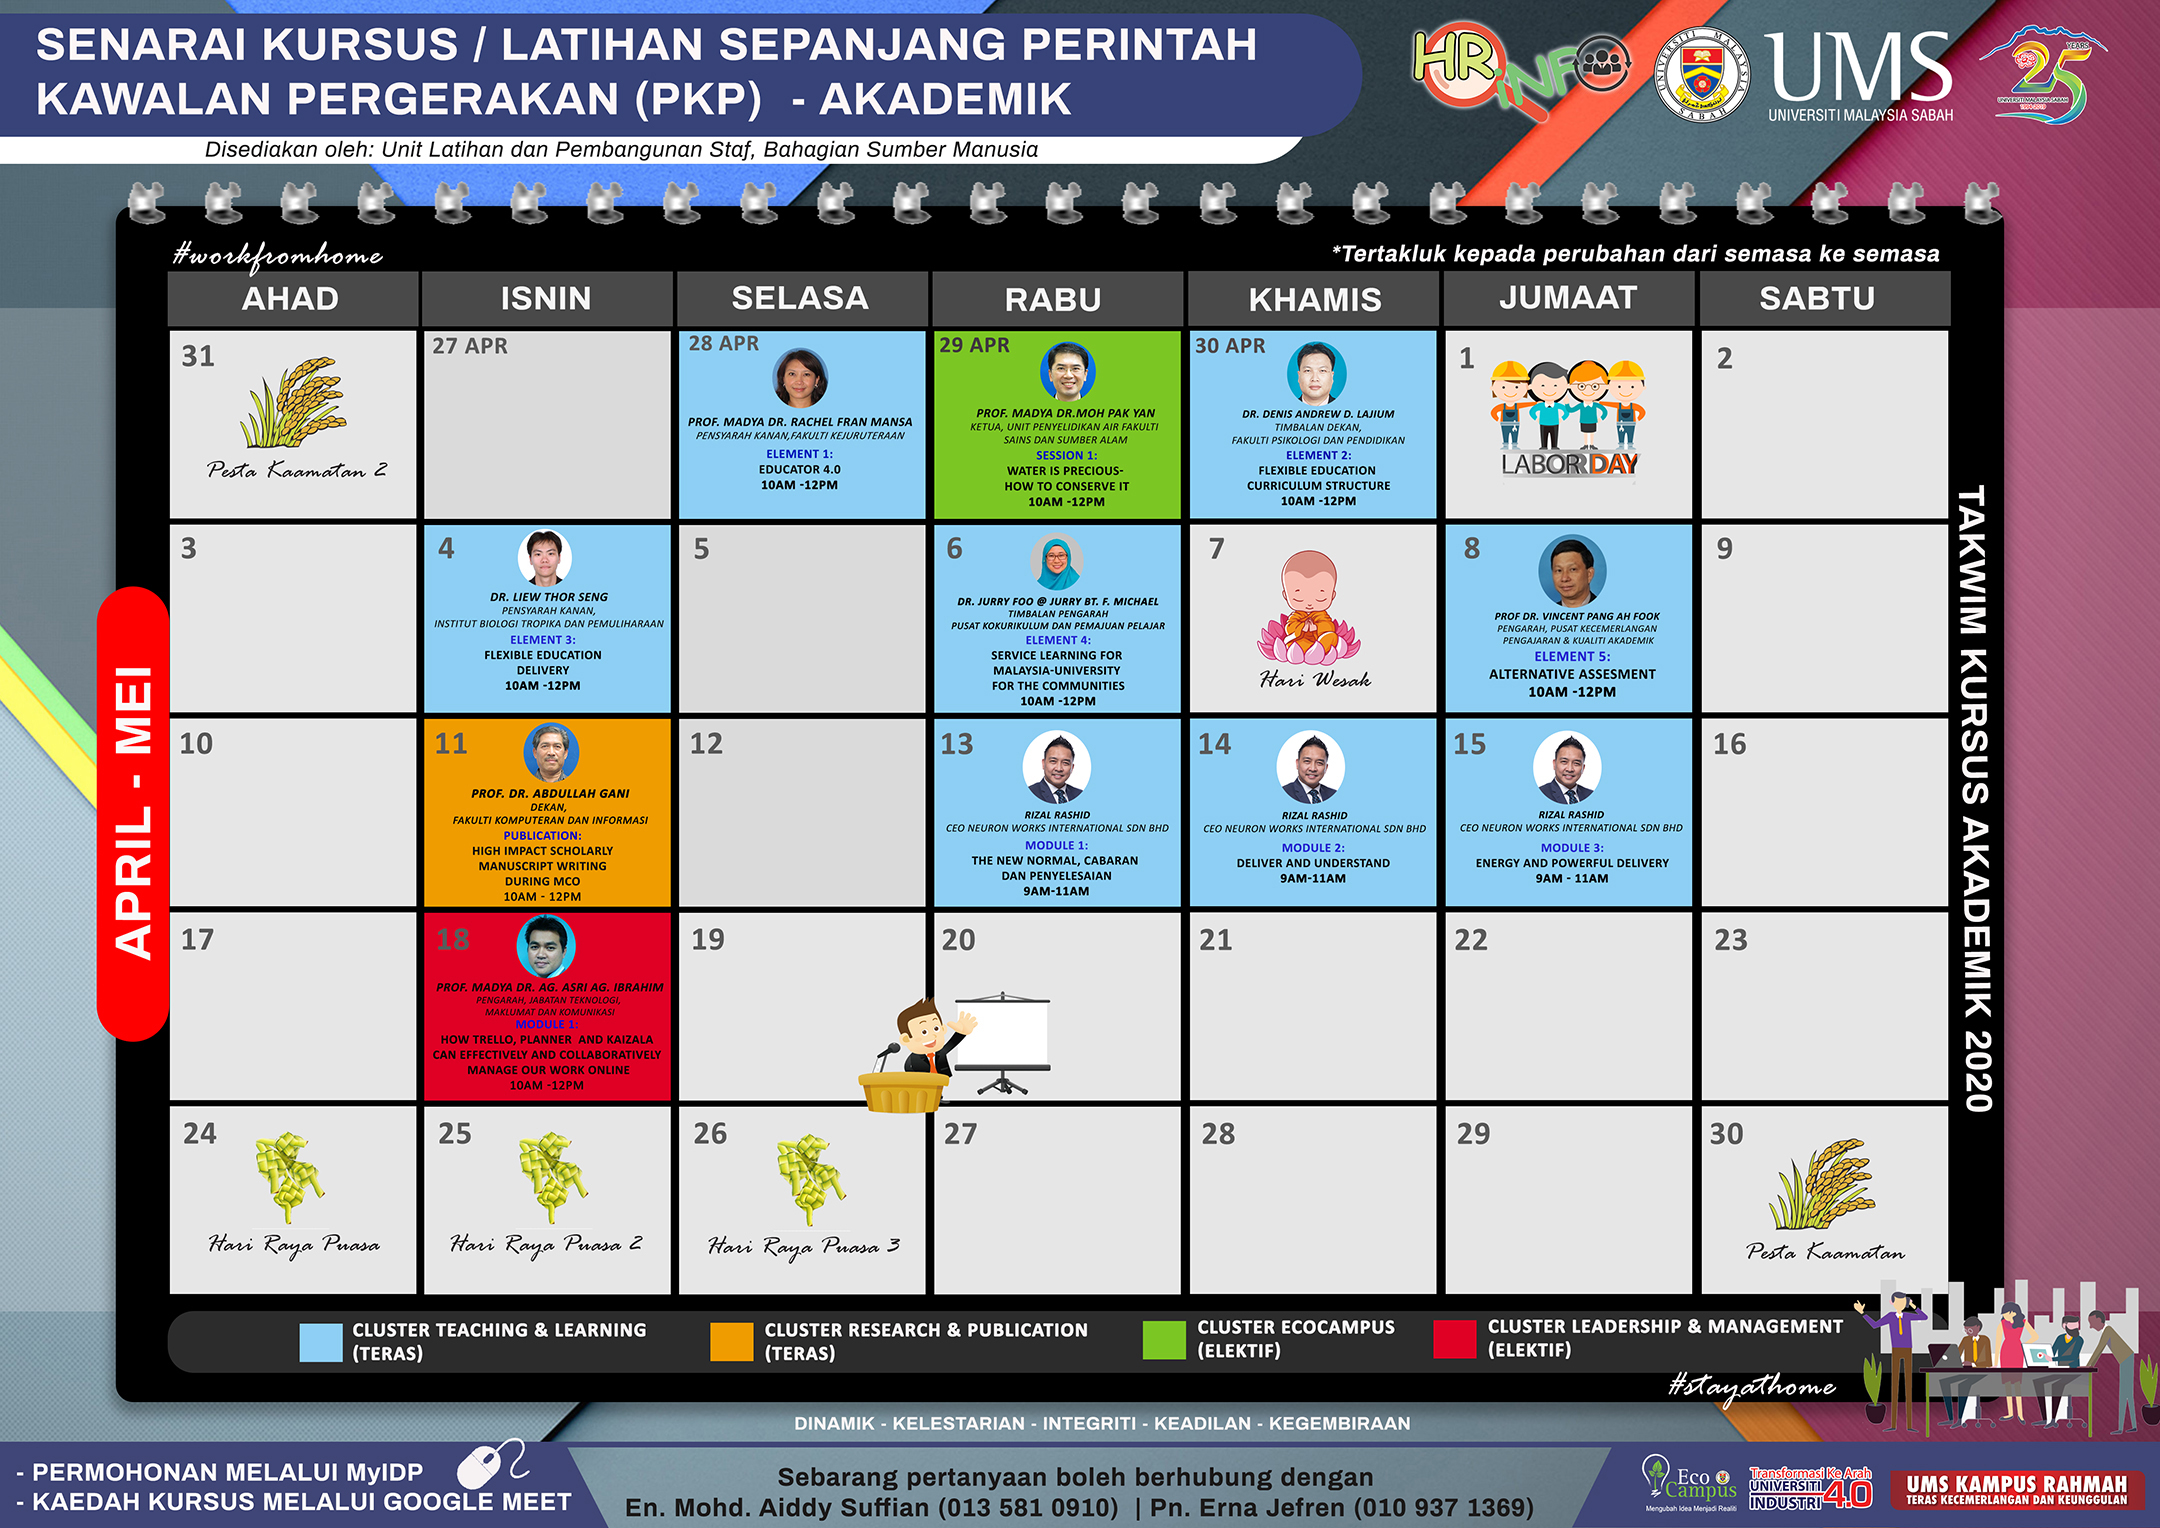 SENARAI KURSUS / LATIHAN SEPANJANG PERINTAH
KAWALAN PERGERAKAN (PKP) - AKADEMIK
Disediakan oleh: Unit Latihan dan Pembangunan Staf, Bahagian Sumber Manusia
HR iNFO
UNIVERSITI MALAYSIA
SABAH
UMS
UNIVERSITI MALAYSIA SABAH
25 YEARS
UNIVERSITI MALAYSIA SABAH
1994-2019
#workfromhome
*Tertakluk kepada perubahan dari semasa ke semasa
AHAD ISNIN SELASA RABU KHAMIS JUMAAT SABTU
31
Pesta Kaamatan 2
27 APR
28 APR
PROF. MADYA DR. RACHEL FRAN MANSA
PENSYARAH KANAN,FAKULTI KEJURUTERAAN
ELEMENT 1:
EDUCATOR 4.0
10AM -12PM
29 APR
PROF. MADYA DR.MOH PAK YAN
KETUA, UNIT PENYELIDIKAN AIR FAKULTI
SAINS DAN SUMBER ALAM
SESSION 1:
WATER IS PRECIOUS-
HOW TO CONSERVE IT
10AM -12PM
30 APR
DR. DENIS ANDREW D. LAJIUM
TIMBALAN DEKAN,
FAKULTI PSIKOLOGI DAN PENDIDIKAN
ELEMENT 2:
FLEXIBLE EDUCATION
CURRICULUM STRUCTURE
10AM -12PM
1
LABOR DAY
2
3
4
DR. LIEW THOR SENG
PENSYARAH KANAN,
INSTITUT BIOLOGI TROPIKA DAN PEMULIHARAAN
ELEMENT 3:
FLEXIBLE EDUCATION
DELIVERY
10AM -12PM
5
6
DR. JURRY FOO @ JURRY BT. F. MICHAEL
TIMBALAN PENGARAH
PUSAT KOKURIKULUM DAN PEMAJUAN PELAJAR
ELEMENT 4:
SERVICE LEARNING FOR
MALAYSIA-UNIVERSITY
FOR THE COMMUNITIES
10AM -12PM
7
Hari Wesak
8
PROF DR. VINCENT PANG AH FOOK
PENGARAH, PUSAT KECEMERLANGAN
PENGAJARAN & KUALITI AKADEMIK
ELEMENT 5:
ALTERNATIVE ASSESMENT
10AM -12PM
9
10
11
PROF. DR. ABDULLAH GANI
DEKAN,
FAKULTI KOMPUTERAN DAN INFORMASI
PUBLICATION:
HIGH IMPACT SCHOLARLY
MANUSCRIPT WRITING
DURING MCO
10AM - 12PM
12
13
RIZAL RASHID
CEO NEURON WORKS INTERNATIONAL SDN BHD
MODULE 1:
THE NEW NORMAL, CABARAN
DAN PENYELESAIAN
9AM-11AM
14
RIZAL RASHID
CEO NEURON WORKS INTERNATIONAL SDN BHD
MODULE 2:
DELIVER AND UNDERSTAND
9AM-11AM
15
RIZAL RASHID
CEO NEURON WORKS INTERNATIONAL SDN BHD
MODULE 3:
ENERGY AND POWERFUL DELIVERY
9AM - 11AM
16
17
18
PROF. MADYA DR. AG. ASRI AG. IBRAHIM
PENGARAH, JABATAN TEKNOLOGI,
MAKLUMAT DAN KOMUNIKASI
MODULE 1:
HOW TRELLO, PLANNER AND KAIZALA
CAN EFFECTIVELY AND COLLABORATIVELY
MANAGE OUR WORK ONLINE
10AM -12PM
19
20
21
22
23
24
Hari Raya Puasa
25
Hari Raya Puasa 2
26
Hari Raya Puasa 3
27
28
29
30
Pesta Kaamatan
APRIL - MEI
TAKWIM KURSUS AKADEMIK 2020
CLUSTER TEACHING & LEARNING
(TERAS)
CLUSTER RESEARCH & PUBLICATION
(TERAS)
CLUSTER ECOCAMPUS
(ELEKTIF)
CLUSTER LEADERSHIP & MANAGEMENT
(ELEKTIF)
#stayathome
DINAMIK - KELESTARIAN - INTEGRITI - KEADILAN - KEGEMBIRAAN
- PERMOHONAN MELALUI MyIDP
- KAEDAH KURSUS MELALUI GOOGLE MEET
Sebarang pertanyaan boleh berhubung dengan
En. Mohd. Aiddy Suffian (013 581 0910) | Pn. Erna Jefren (010 937 1369)
Eco
Campus
Mengubah Idea Menjadi Realiti
Transformasi Ke Arah
UNIVERSITI
INDUSTRI 4.0
UMS KAMPUS RAHMAH
TERAS KECEMERLANGAN DAN KEUNGGULAN